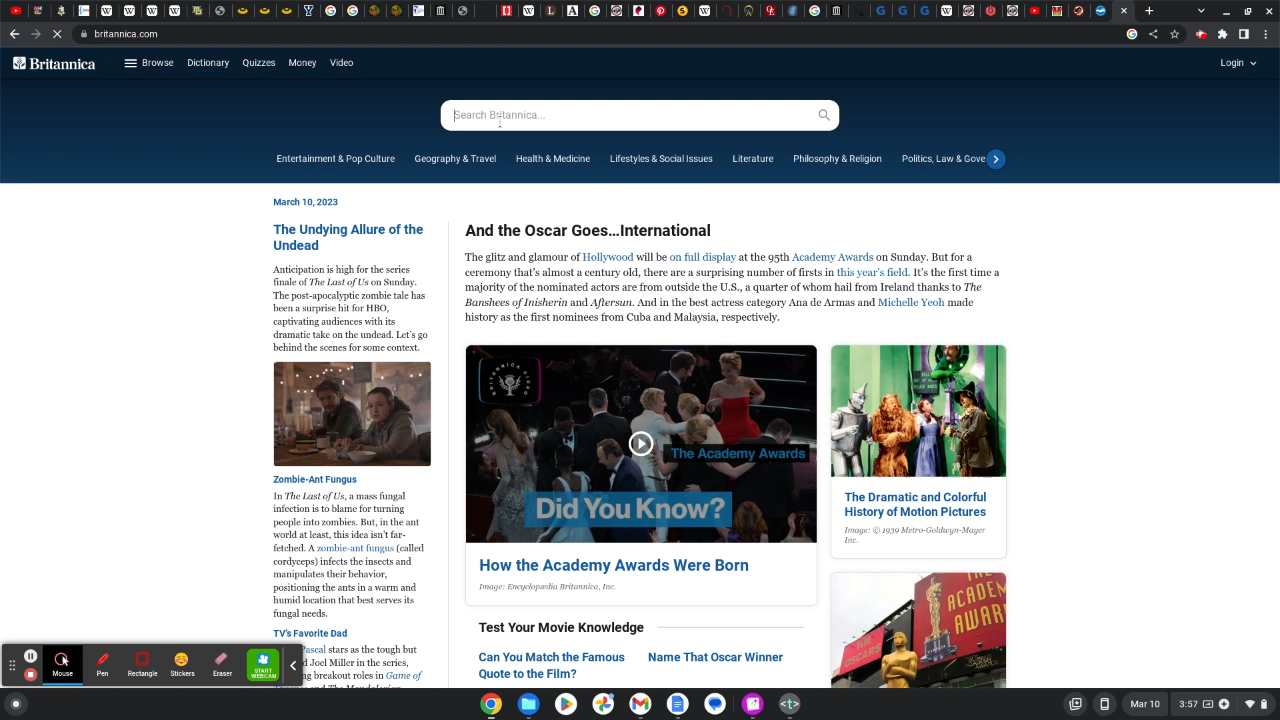 britannica.com
Britannica
Browse
Dictionary
Quizzes
Money
Video
Login
Search Britannica...
Entertainment & Pop Culture
Geography & Travel
Health & Medicine
Lifestyles & Social Issues
Literature
Philosophy & Religion
Politics, Law & Gove
March 10, 2023
The Undying Allure of the
Undead
Anticipation is high for the series
finale of The Last of Us on Sunday.
The post-apocalyptic zombie tale has
been a surprise hit for HBO,
captivating audiences with its
dramatic take on the undead. Let's go
behind the scenes for some context.
Zombie-Ant Fungus
In The Last of Us, a mass fungal
infection is to blame for turning
people into zombies. But, in the ant
world at least, this idea isn't far-
fetched. A zombie-ant fungus (called
cordyceps) infects the insects and
manipulates their behavior,
positioning the ants in a warm and
humid location that best serves its
fungal needs.
TV's Favorite Dad
Pascal stars as the tough but
d Joel Miller in the series,
ng breakout roles in Game of
And the Oscar Goes...International
The glitz and glamour of Hollywood will be on full display at the 95th Academy Awards on Sunday. But for a
ceremony that's almost a century old, there are a surprising number of firsts in this year's field. It's the first time a
majority of the nominated actors are from outside the U.S., a quarter of whom hail from Ireland thanks to The
Banshees of Inisherin and Aftersun. And in the best actress category Ana de Armas and Michelle Yeoh made
history as the first nominees from Cuba and Malaysia, respectively.
BRITANNICA VIDEO
The Academy Awards
Did You Know?
How the Academy Awards Were Born
Image: Encyclopædia Britannica, Inc.
Test Your Movie Knowledge
Can You Match the Famous
Quote to the Film?
Name That Oscar Winner
The Dramatic and Colorful
History of Motion Pictures
Image: © 1939 Metro-Goldwyn-Mayer
Inc.
THE
ACADEMY
AWAR
OSCARS
Mouse
Pen
Rectangle
Stickers
Eraser
START
WEBCAM
Mar 10
3:57